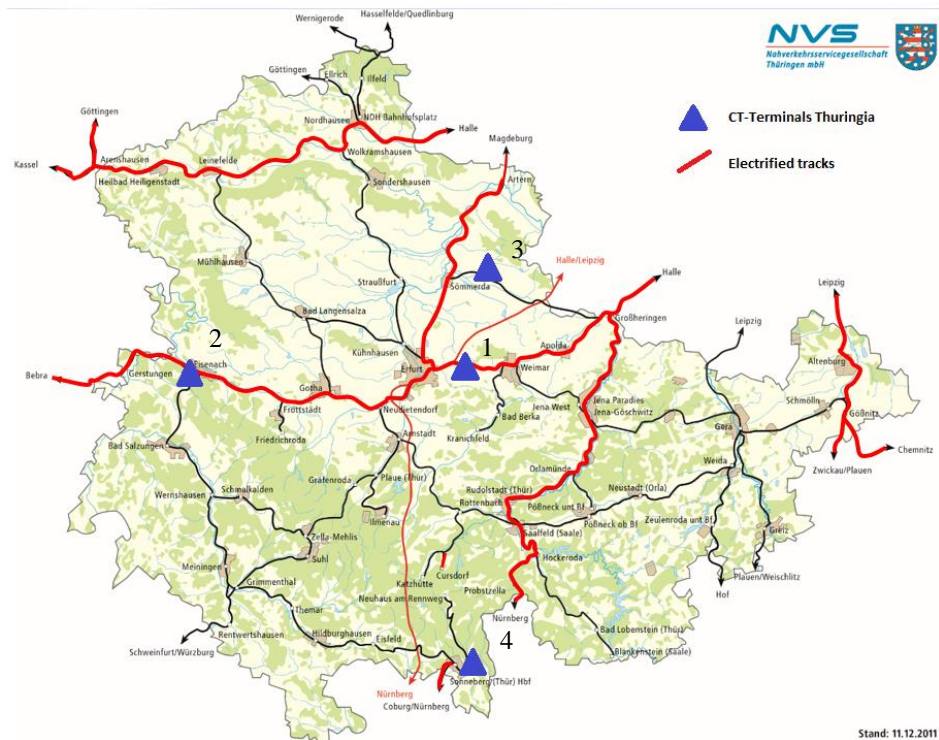 Wernigerode
Hasselfelde/Quedlinburg
NVS
Nahverkehrsservicegesellschaft
Thüringen mbH
Göttingen
Ellrich
Ilfeld
NDH Bahnhofsplatz
Nordhausen
Göttingen
Halle
Magdeburg
CT-Terminals Thuringia
Electrified tracks
Kassel
Arenshausen
Leinefelde
Wolkramshausen
Heilbad Heiligenstadt
Sondershausen
Artern
3
Halle/Leipzig
Mühlhausen
Straußfurt
Sömmerda
Halle
Leipzig
Bad Langensalza
Großheringen
Leipzig
2
Kühnhausen
1
Apolda
Altenburg
Eisenach
Erfurt
Weimar
Bebra
Gerstungen
Gotha
Neudietendorf
Jena West
Jena Paradies
Jena-Göschwitz
Schmölln
Fröttstädt
Bad Berka
Gößnitz
Gera
Friedrichroda
Arnstadt
Kranichfeld
Bad Salzungen
Chemnitz
Weida
Zwickau/Plauen
Gräfenroda
Plaue (Thür)
Orlamünde
Wernshausen
Schmalkalden
Rudolstadt (Thür)
Neustadt (Orla)
Rottenbach
Pößneck unt Bf
Ilmenau
Pößneck ob Bf
Zeulenroda unt Bf
Zella-Mehlis
Saalfeld (Saale)
Greiz
Suhl
Hockeroda
Meiningen
Cursdorf
Katzhütte
Probstzella
Plauen/Weischlitz
Grimmenthal
Neuhaus am Rennweg
Hof
Themar
Nürnberg
Rentwertshausen
Hildburghausen
Eisfeld
4
Bad Lobenstein (Thür)
Schweinfurt/Würzburg
Blankenstein (Saale)
Sonneberg/(Thür) Hbf
Nürnberg
Coburg/Nürnberg
Stand: 11.12.2011